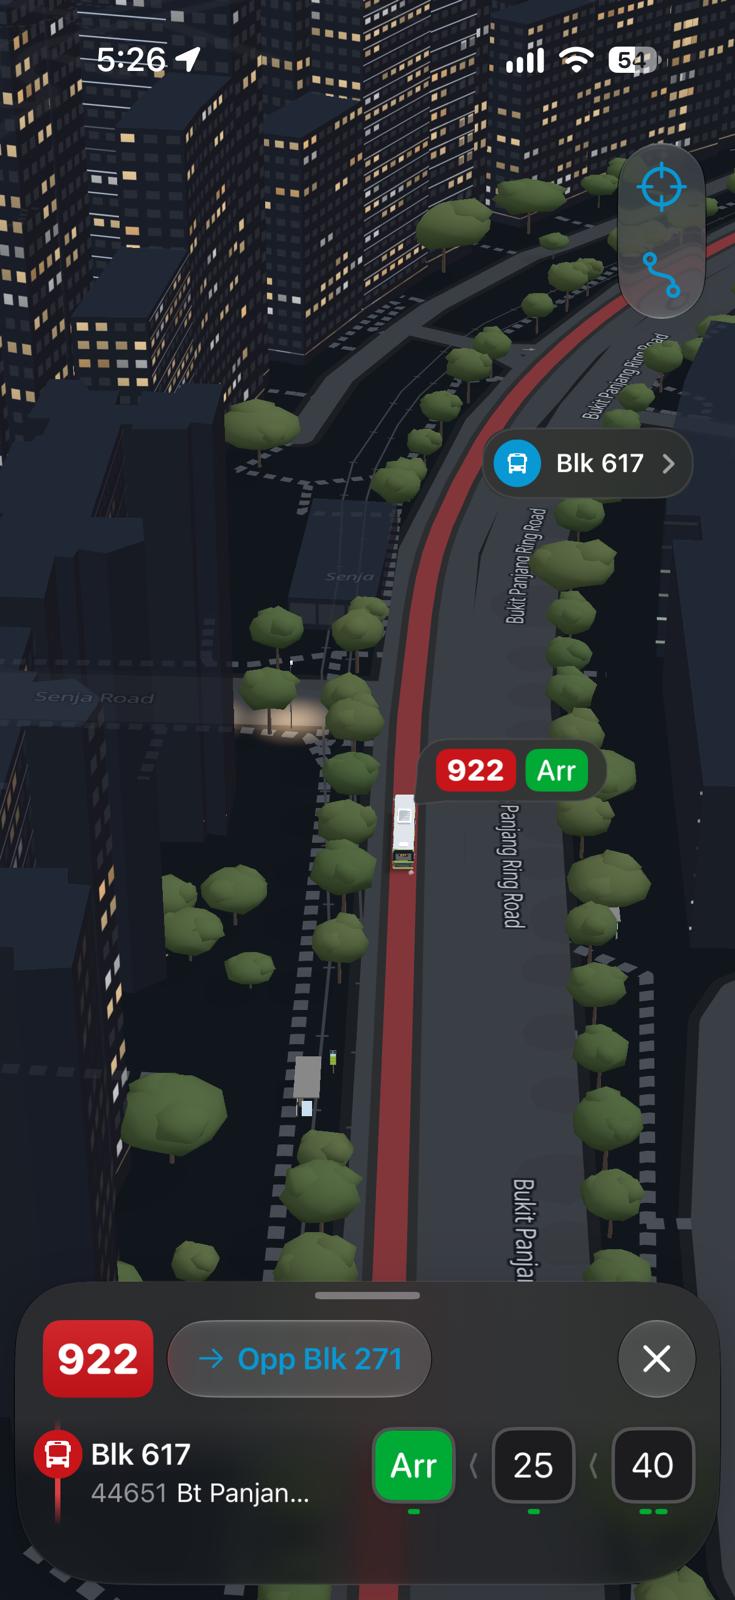 5:26
54
Bukit Panjang Ring Road
Blk 617
Bukit Panjang Ring Road
Senja
Senja Road
922 Arr
Panjang Ring Road
Bukit Panjan
922 → Opp Blk 271
Blk 617
44651 Bt Panjan...
Arr 25 40